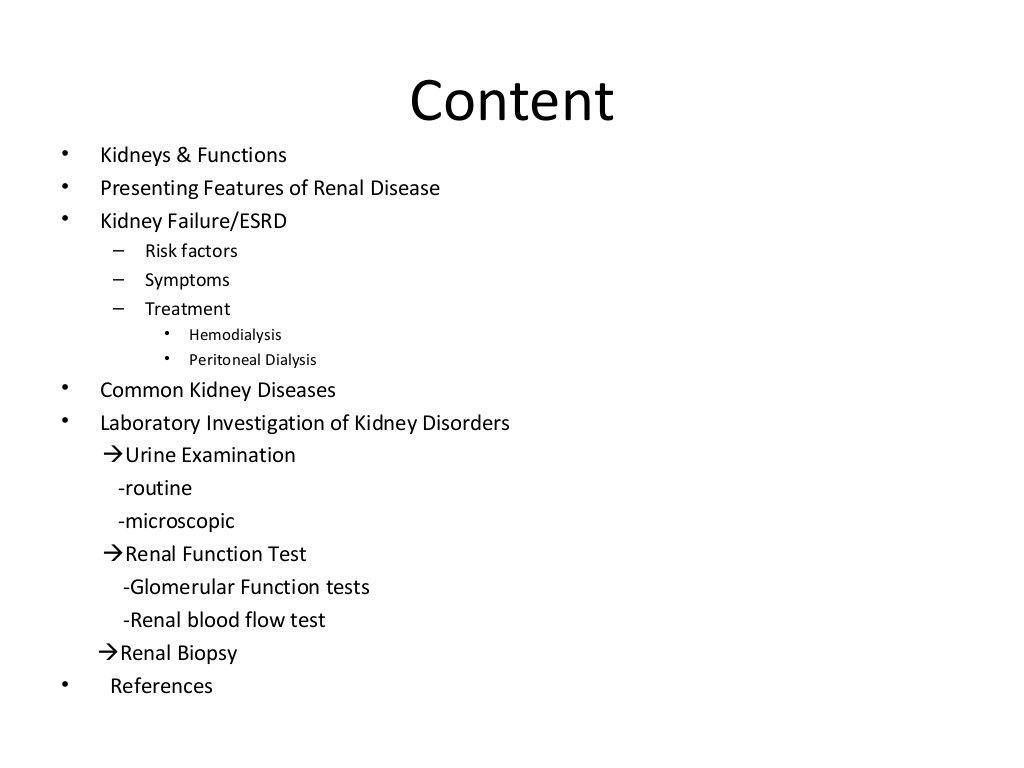 Content
• Kidneys & Functions
• Presenting Features of Renal Disease
• Kidney Failure/ESRD
– Risk factors
– Symptoms
– Treatment
• Hemodialysis
• Peritoneal Dialysis
• Common Kidney Diseases
• Laboratory Investigation of Kidney Disorders
→Urine Examination
-routine
-microscopic
→Renal Function Test
-Glomerular Function tests
-Renal blood flow test
→Renal Biopsy
• References